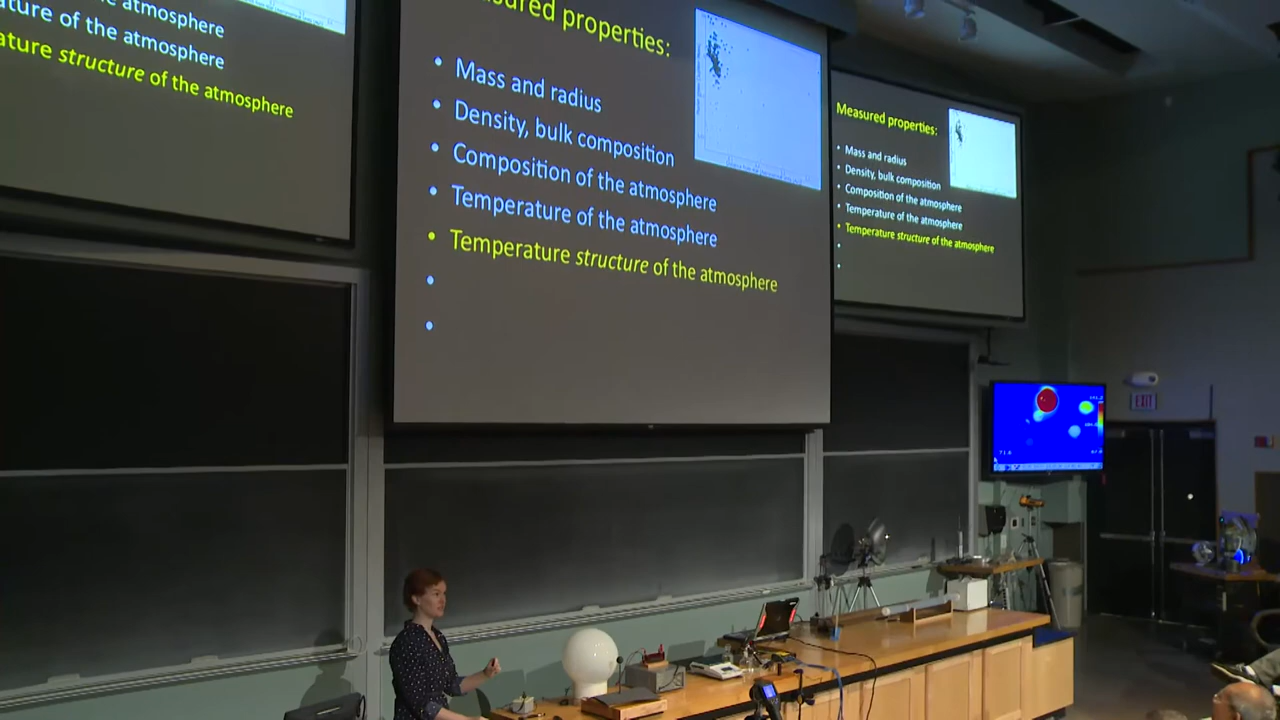 he atmosphere
ature of the atmosphere
ature structure of the atmosphere
sured properties:
• Mass and radius
• Density, bulk composition
• Composition of the atmosphere
• Temperature of the atmosphere
• Temperature structure of the atmosphere
•
•
Measured properties:
• Mass and radius
• Density, bulk composition
• Composition of the atmosphere
• Temperature of the atmosphere
• Temperature structure of the atmosphere
•
•
EXIT